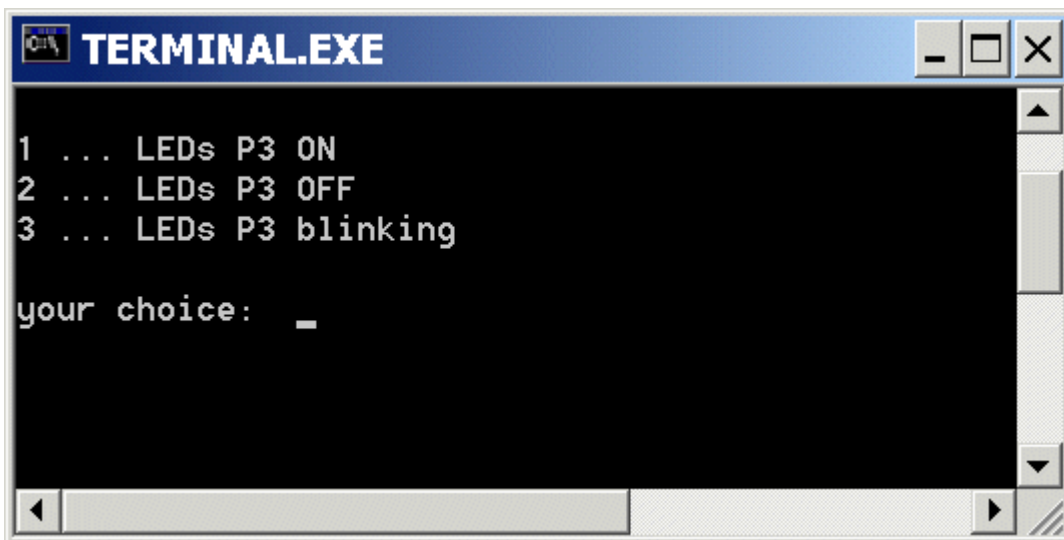 TERMINAL.EXE
1 ... LEDs P3 ON
2 ... LEDs P3 OFF
3 ... LEDs P3 blinking
your choice: _